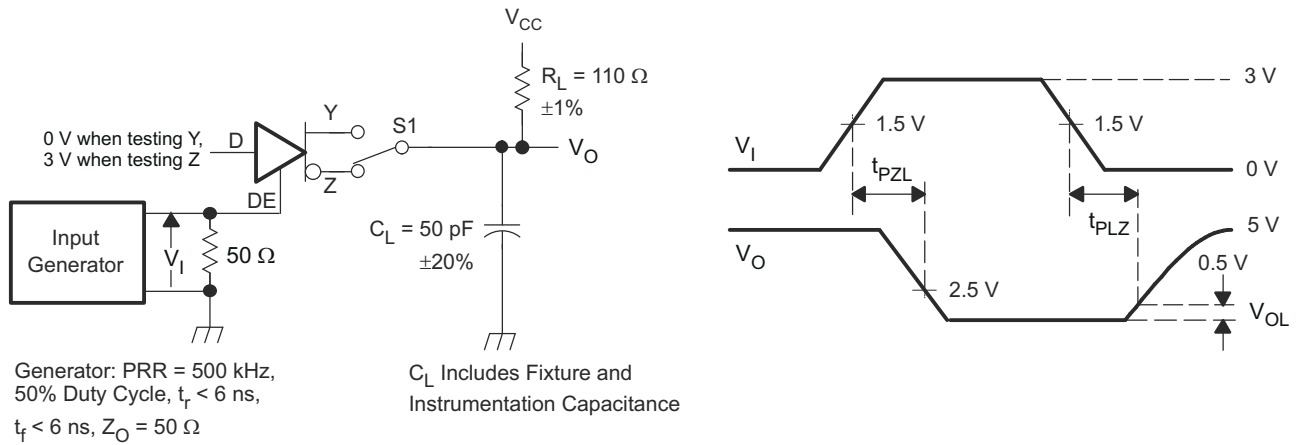 V_CC
R_L = 110 Ω
±1%
Y
S1
0 V when testing Y,
3 V when testing Z
D
V_O
Z
DE
Input
Generator
V_I
50 Ω
C_L = 50 pF
±20%
Generator: PRR = 500 kHz,
50% Duty Cycle, t_r < 6 ns,
t_f < 6 ns, Z_O = 50 Ω
C_L Includes Fixture and
Instrumentation Capacitance
3 V
1.5 V
1.5 V
V_I
0 V
t_PZL
t_PLZ
5 V
V_O
0.5 V
2.5 V
V_OL